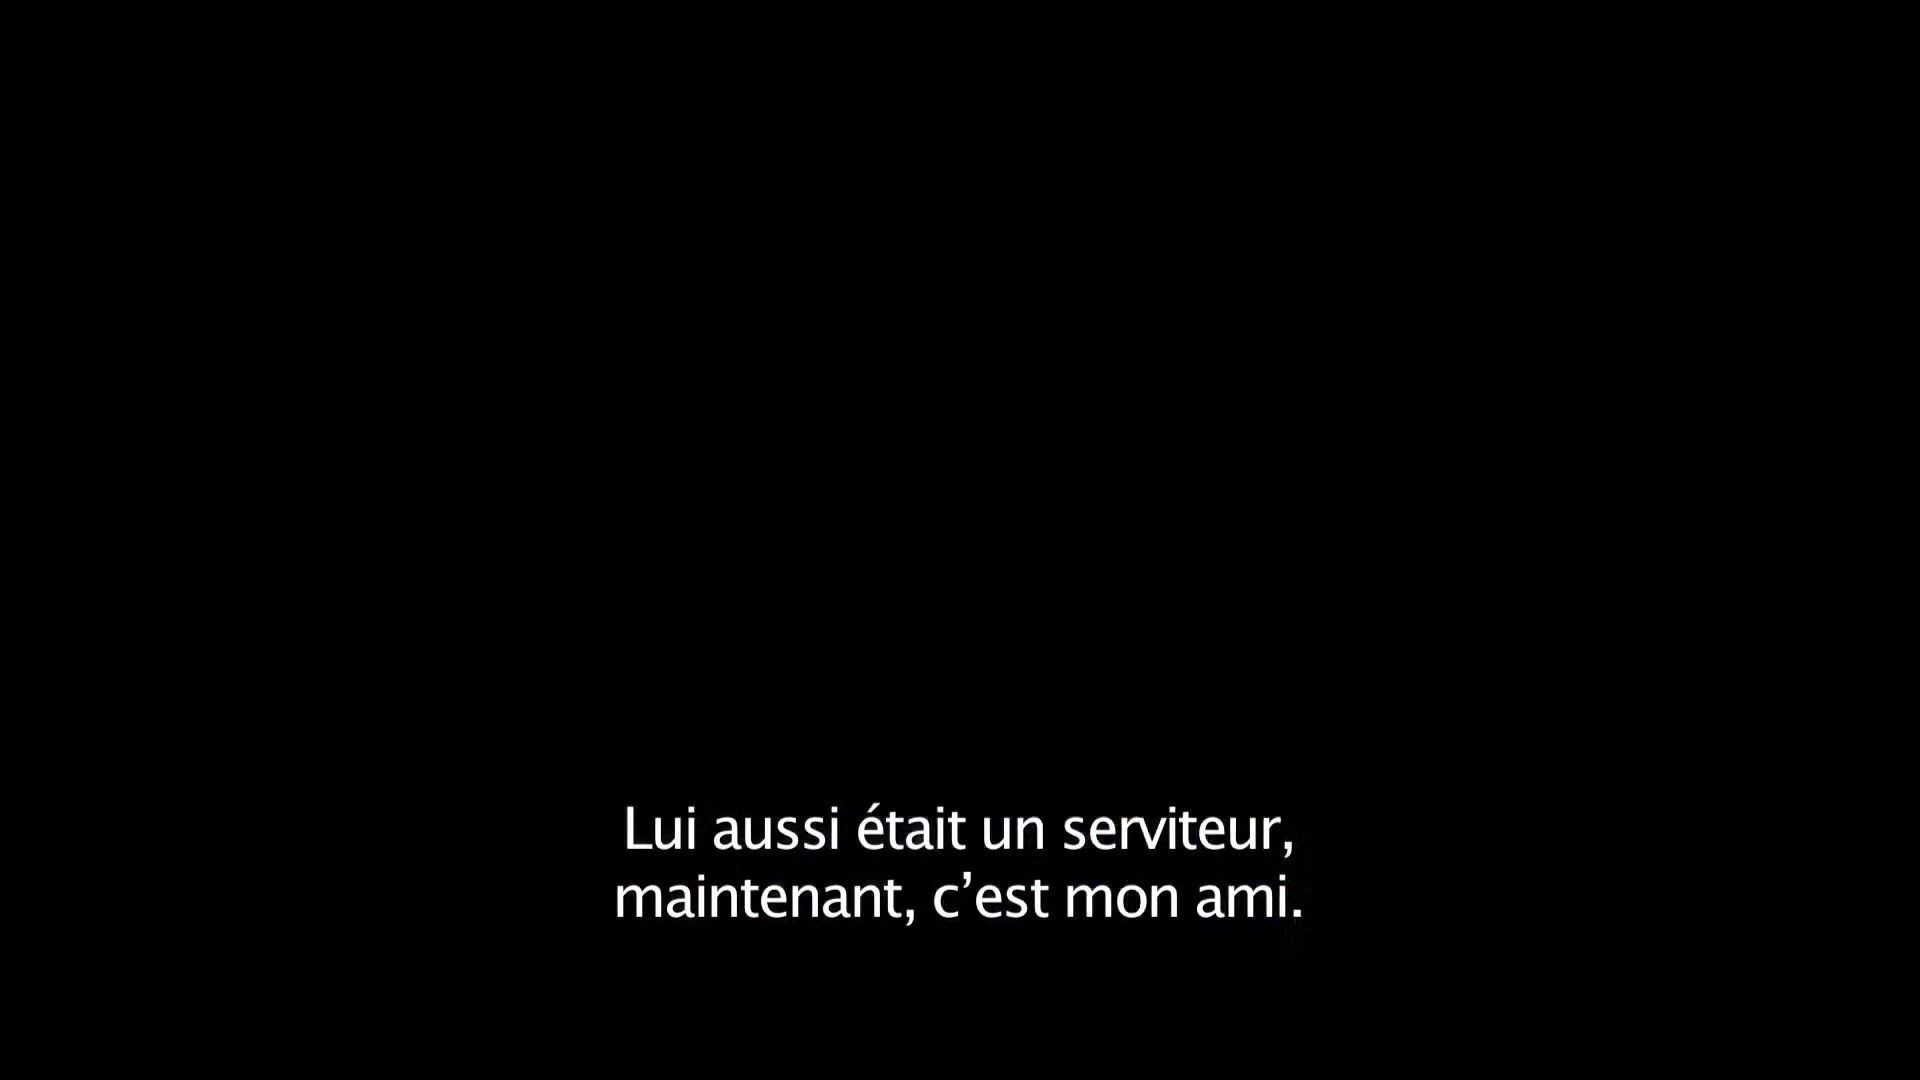 Lui aussi était un serviteur,
maintenant, c’est mon ami.